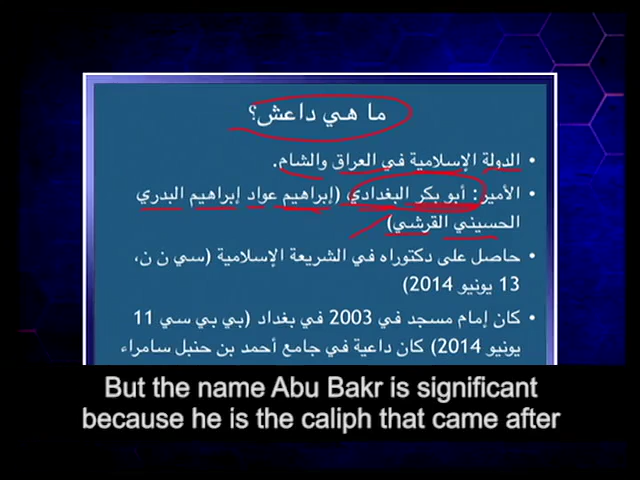 ما هي داعش؟
• الدولة الإسلامية في العراق والشام.
• الأمير: أبو بكر البغدادي (إبراهيم عواد إبراهيم البدري
الحسيني القرشي)
• حاصل على دكتوراه في الشريعة الإسلامية (سي ن ن،
13 يونيو 2014)
• كان إمام مسجد في 2003 في بغداد (بي بي سي 11
يونيو 2014) كان داعية في جامع أحمد بن حنبل سامراء
But the name Abu Bakr is significant
because he is the caliph that came after